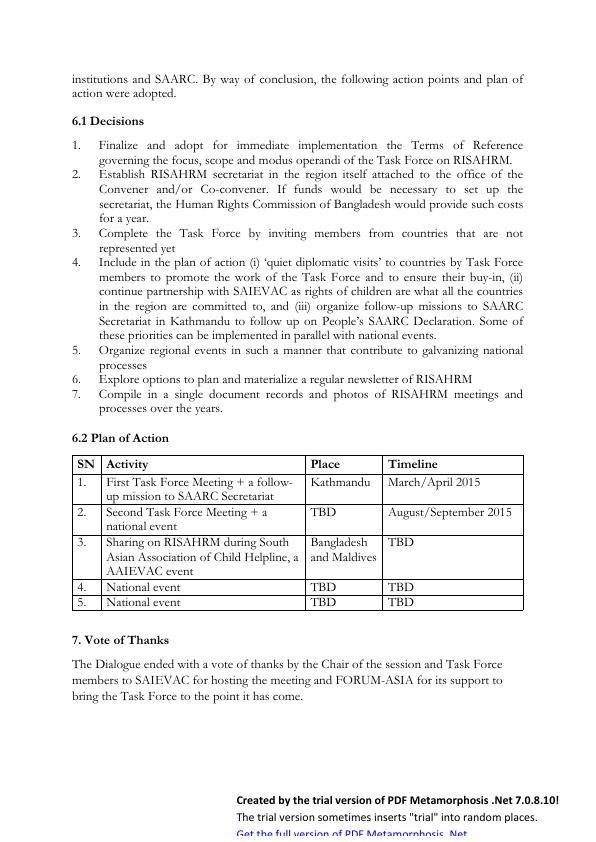 institutions and SAARC. By way of conclusion, the following action points and plan of
action were adopted.
6.1 Decisions
1. Finalize and adopt for immediate implementation the Terms of Reference
governing the focus, scope and modus operandi of the Task Force on RISAHRM.
2. Establish RISAHRM secretariat in the region itself attached to the office of the
Convener and/or Co-convener. If funds would be necessary to set up the
secretariat, the Human Rights Commission of Bangladesh would provide such costs
for a year.
3. Complete the Task Force by inviting members from countries that are not
represented yet
4. Include in the plan of action (i) ‘quiet diplomatic visits’ to countries by Task Force
members to promote the work of the Task Force and to ensure their buy-in, (ii)
continue partnership with SAIEVAC as rights of children are what all the countries
in the region are committed to, and (iii) organize follow-up missions to SAARC
Secretariat in Kathmandu to follow up on People’s SAARC Declaration. Some of
these priorities can be implemented in parallel with national events.
5. Organize regional events in such a manner that contribute to galvanizing national
processes
6. Explore options to plan and materialize a regular newsletter of RISAHRM
7. Compile in a single document records and photos of RISAHRM meetings and
processes over the years.
6.2 Plan of Action
SN Activity Place Timeline
1. First Task Force Meeting + a follow- Kathmandu March/April 2015
up mission to SAARC Secretariat
2. Second Task Force Meeting + a TBD August/September 2015
national event
3. Sharing on RISAHRM during South Bangladesh TBD
Asian Association of Child Helpline, a and Maldives
AAIEVAC event
4. National event TBD TBD
5. National event TBD TBD
7. Vote of Thanks
The Dialogue ended with a vote of thanks by the Chair of the session and Task Force
members to SAIEVAC for hosting the meeting and FORUM-ASIA for its support to
bring the Task Force to the point it has come.
Created by the trial version of PDF Metamorphosis .Net 7.0.8.10!
The trial version sometimes inserts "trial" into random places.
Get the full version of PDF Metamorphosis .Net